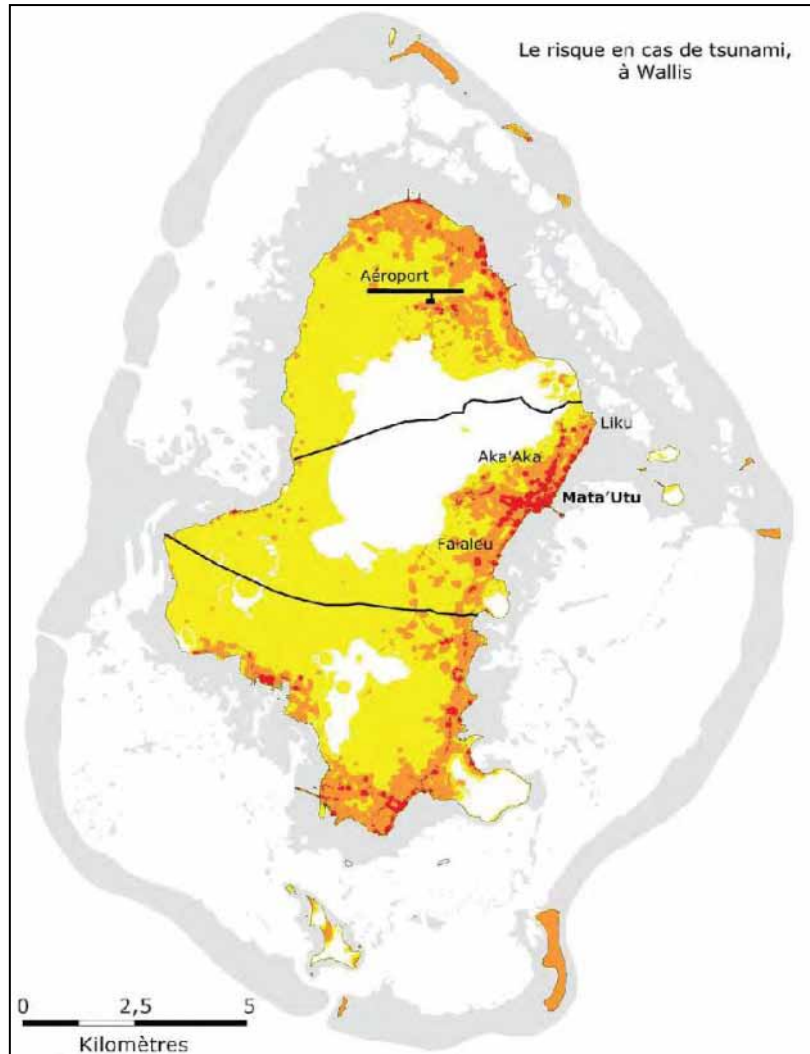 Le risque en cas de tsunami,
à Wallis
Aéroport
Liku
Aka'Aka
Mata'Utu
Falaleu
0 2,5 5
Kilomètres